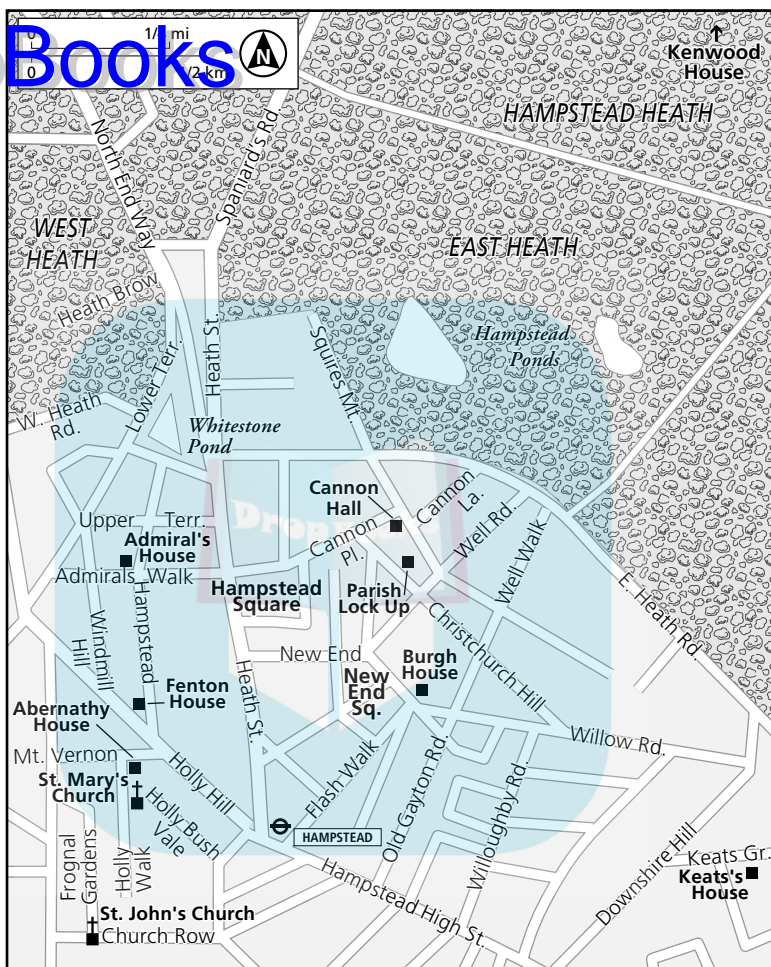 0 1/4 mi
0 1/2 km
Books
N
↑
Kenwood
House
HAMPSTEAD HEATH
North End Way
Spaniard's Rd.
WEST
HEATH
EAST HEATH
Heath Brow
Heath St.
Squires Mt.
Hampstead
Ponds
Lower Terr.
W. Heath
Rd.
Whitestone
Pond
Cannon
Hall
Cannon
La.
Upper Terr.
Admiral's
House
Cannon
Pl.
Well Rd.
Well Walk
Admirals Walk
Hampstead
Square
Parish
Lock Up
E. Heath Rd.
Windmill
Hill
Hampstead
Christchurch Hill
New End
Heath St.
Burgh
House
New
End
Sq.
Fenton
House
Abernathy
House
Willow Rd.
Mt. Vernon
Holly Hill
St. Mary's
Church
Flash Walk
Old Gayton Rd.
Willoughby Rd.
Holly Bush
Vale
HAMPSTEAD
Frognal
Gardens
Holly
Walk
Downshire Hill
Keats Gr.
Keats's
House
Hampstead High St.
St. John's Church
Church Row